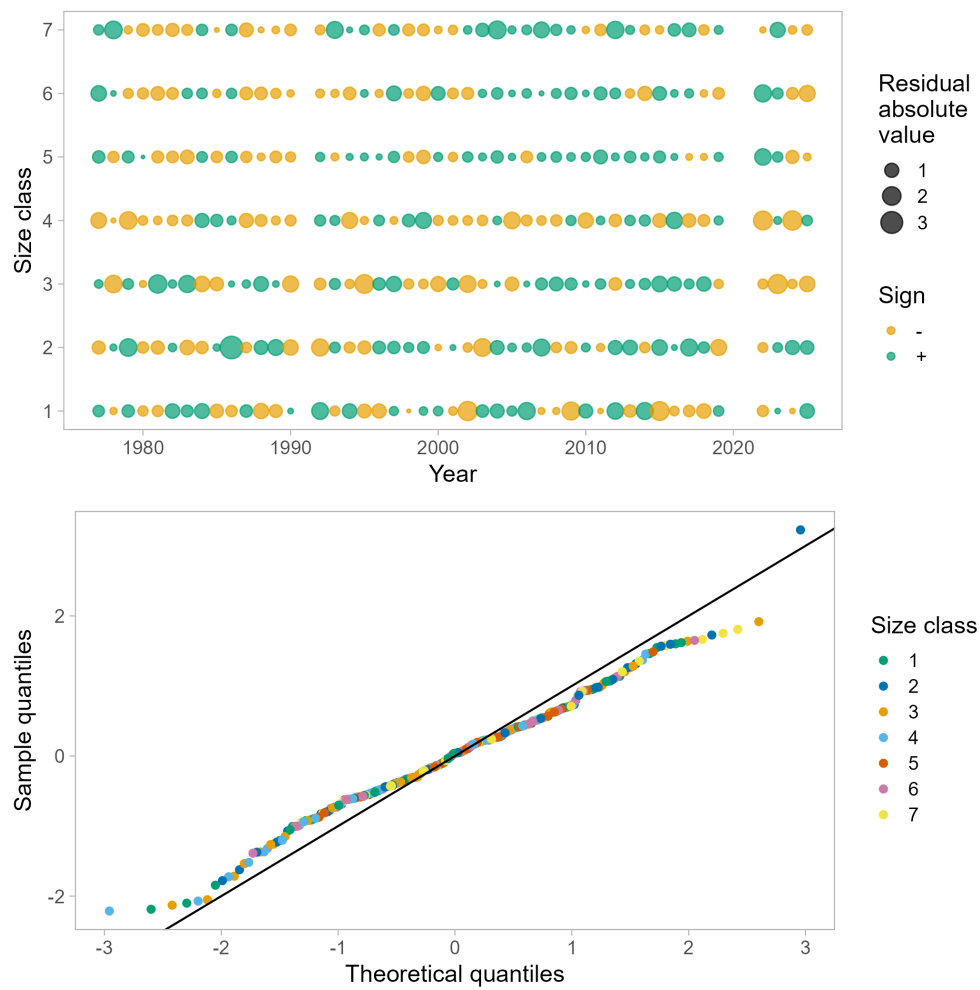 Size class
7
6
5
4
3
2
1
1980 1990 2000 2010 2020
Year
Residual
absolute
value
1
2
3
Sign
-
+
Sample quantiles
2
0
-2
-3 -2 -1 0 1 2 3
Theoretical quantiles
Size class
1
2
3
4
5
6
7